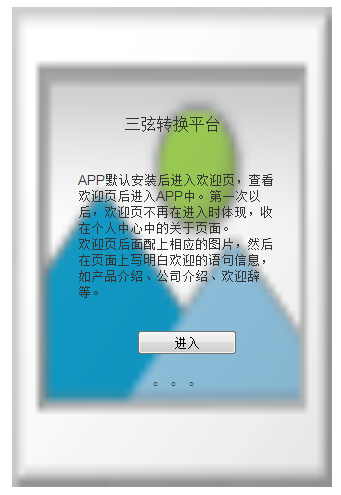 三弦转换平台
APP默认安装后进入欢迎页，查看
欢迎页后进入APP中。第一次以
后，欢迎页不再在进入时体现，收
在个人中心中的关于页面。
欢迎页后面配上相应的图片，然后
在页面上写明白欢迎的语句信息，
如产品介绍、公司介绍、欢迎辞
等。
进入